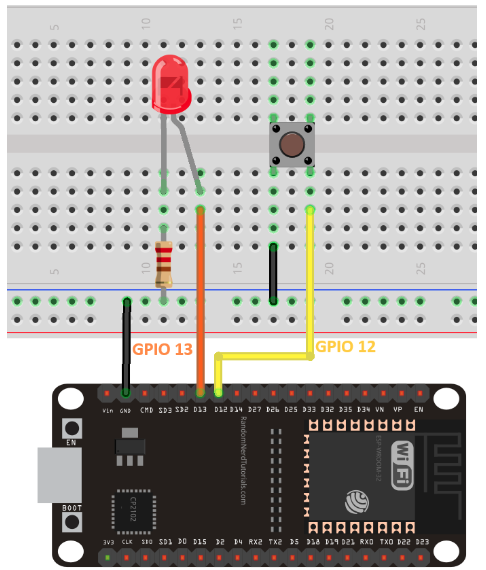 5 10 15 20 25
5 10 15 20 25
GPIO 13
GPIO 12
Vin GND CMD SD3 SD2 D13 D12 D14 D27 D26 D25 D33 D32 D35 D34 VN VP EN
EN
RandomNerdTutorials.com
ESP-WROOM-32
WiFi
CP2102
BOOT
3V3 CLK SD0 SD1 D0 D15 D2 D4 RX2 TX2 D5 D18 D19 D21 RX0 TX0 D22 D23